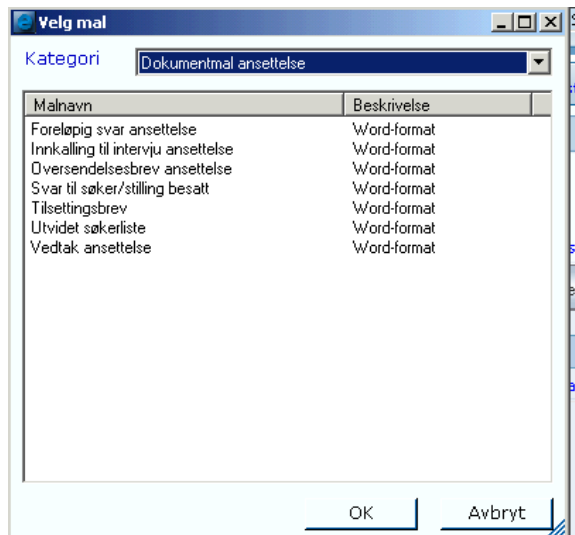 Velg mal
Kategori Dokumentmal ansettelse
Malnavn Beskrivelse
Foreløpig svar ansettelse Word-format
Innkalling til intervju ansettelse Word-format
Oversendelsesbrev ansettelse Word-format
Svar til søker/stilling besatt Word-format
Tilsettingsbrev Word-format
Utvidet søkerliste Word-format
Vedtak ansettelse Word-format
OK Avbryt